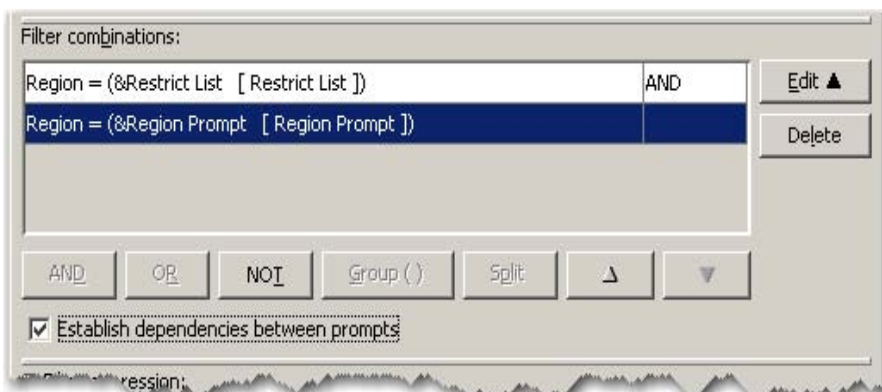 Filter combinations:
Region = (&Restrict List [ Restrict List ]) AND
Edit ▲
Region = (&Region Prompt [ Region Prompt ])
Delete
AND OR NOT Group ( ) Split Δ ▼
Establish dependencies between prompts
ression: